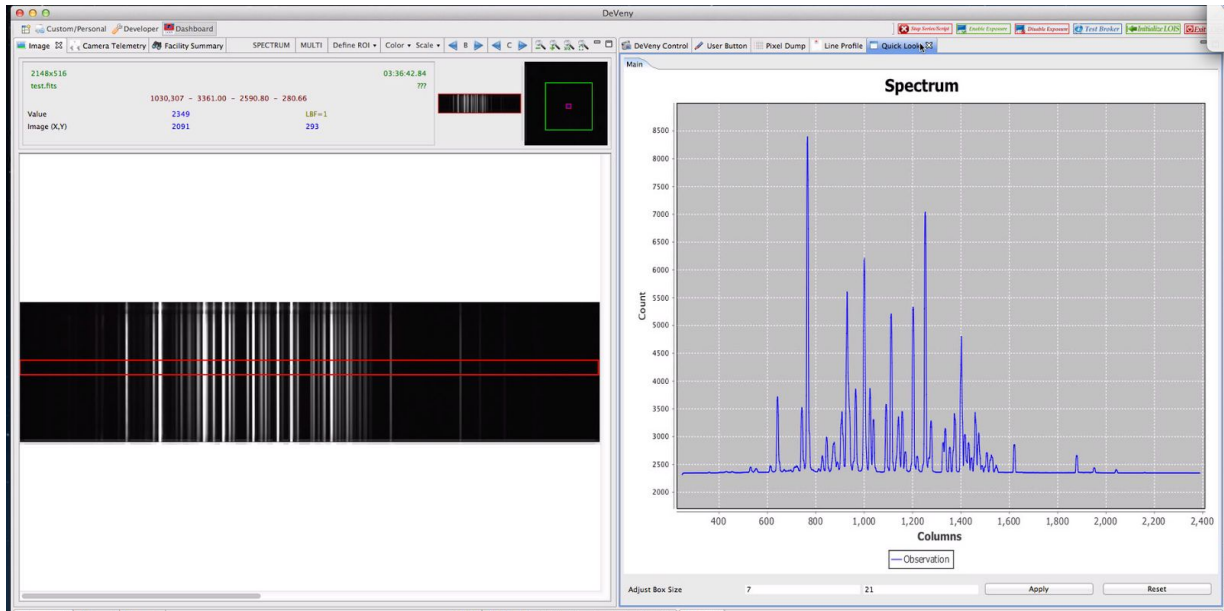 DeVeny
Custom/Personal Developer Dashboard
Stop Series/Script Enable Exposure Disable Exposure Test Broker Initialize LOIS Exit
Image Camera Telemetry Facility Summary SPECTRUM MULTI Define ROI Color Scale B C
DeVeny Control User Button Pixel Dump Line Profile Quick Look
2148x516 03:36:42.84
test.fits ???
1030,307 - 3361.00 - 2590.80 - 280.66
Value 2349 LBF=1
Image (X,Y) 2091 293
Main
Spectrum
8500
8000
7500
7000
6500
6000
5500
5000
4500
4000
3500
3000
2500
2000
Count
400 600 800 1,000 1,200 1,400 1,600 1,800 2,000 2,200 2,400
Columns
Observation
Adjust Box Size 7 21 Apply Reset